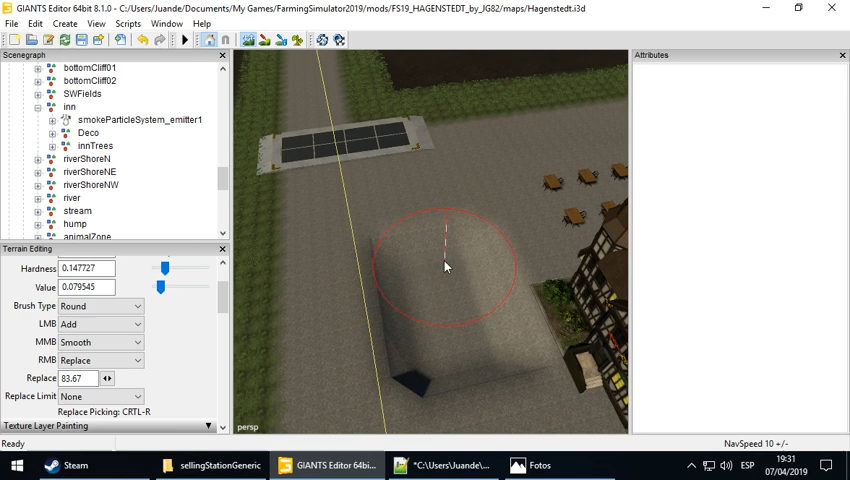 GIANTS Editor 64bit 8.1.0 - C:/Users/Juande/Documents/My Games/FarmingSimulator2019/mods/FS19_HAGENSTEDT_by_JG82/maps/Hagenstedt.i3d
File Edit Create View Scripts Window Help
Scenegraph
bottomCliff01
bottomCliff02
SWFields
inn
smokeParticleSystem_emitter1
Deco
innTrees
riverShoreN
riverShoreNE
riverShoreNW
river
stream
hump
animalZone
Terrain Editing
Hardness 0.147727
Value 0.079545
Brush Type Round
LMB Add
MMB Smooth
RMB Replace
Replace 83.67
Replace Limit None
Replace Picking: CRTL-R
Texture Layer Painting
persp
Attributes
Ready
NavSpeed 10 +/-
Steam
sellingStationGeneric
GIANTS Editor 64bi...
*C:\Users\Juande\...
Fotos
ESP
19:31
07/04/2019